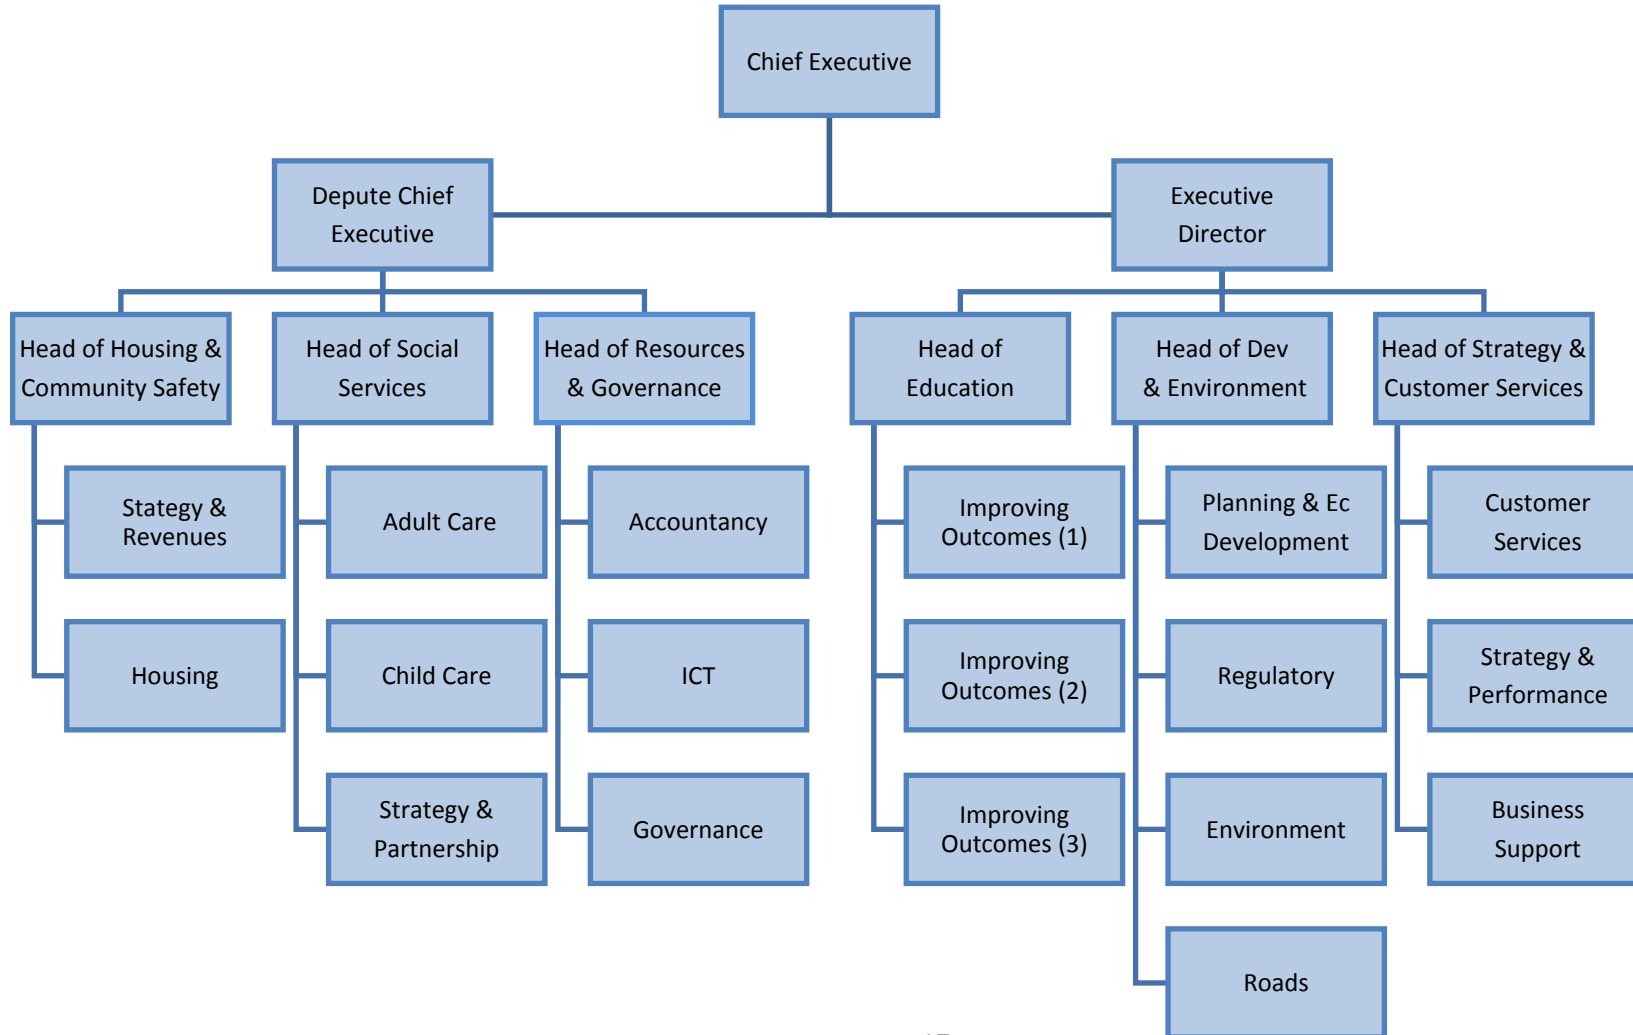 Chief Executive
Depute Chief
Executive
Executive
Director
Head of Housing &
Community Safety
Head of Social
Services
Head of Resources
& Governance
Head of
Education
Head of Dev
& Environment
Head of Strategy &
Customer Services
Stategy &
Revenues
Adult Care
Accountancy
Improving
Outcomes (1)
Planning & Ec
Development
Customer
Services
Housing
Child Care
ICT
Improving
Outcomes (2)
Regulatory
Strategy &
Performance
Strategy &
Partnership
Governance
Improving
Outcomes (3)
Environment
Business
Support
Roads